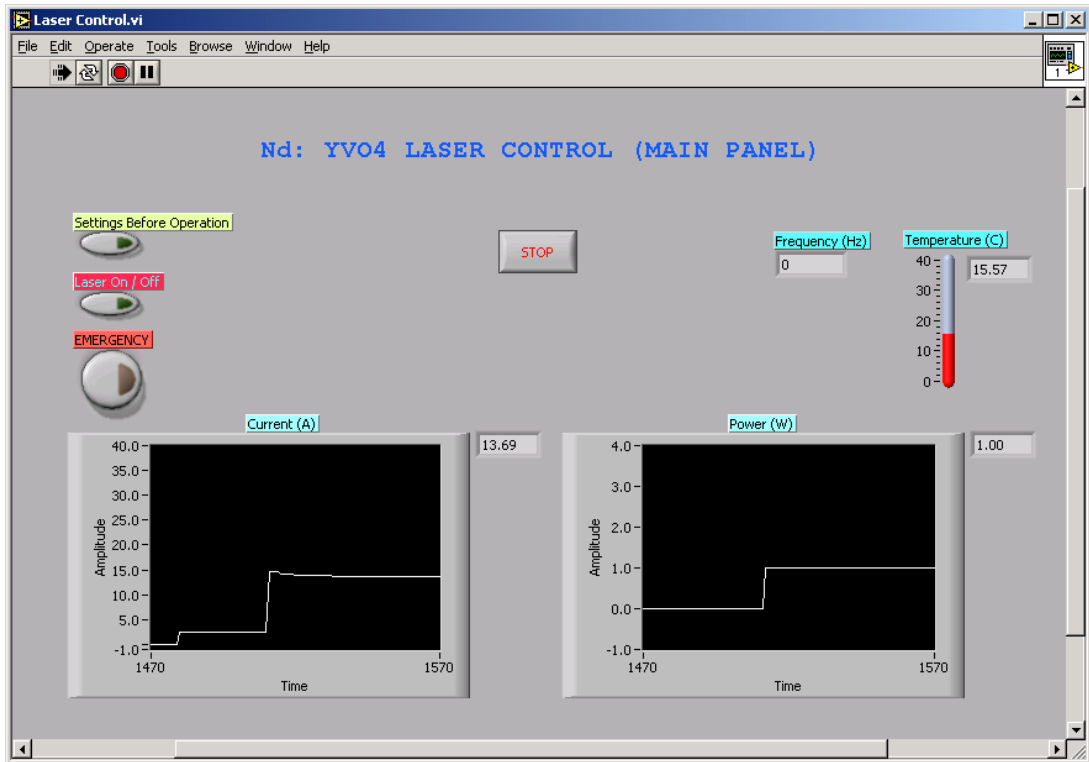 Laser Control.vi
File Edit Operate Tools Browse Window Help
1
Nd: YVO4 LASER CONTROL (MAIN PANEL)
Settings Before Operation
Laser On / Off
EMERGENCY
STOP
Frequency (Hz)
0
Temperature (C)
15.57
40
30
20
10
0
Current (A)
13.69
40.0
35.0
30.0
25.0
20.0
15.0
10.0
5.0
-1.0
Amplitude
1470
1570
Time
Power (W)
1.00
4.0
3.0
2.0
1.0
0.0
-1.0
Amplitude
1470
1570
Time